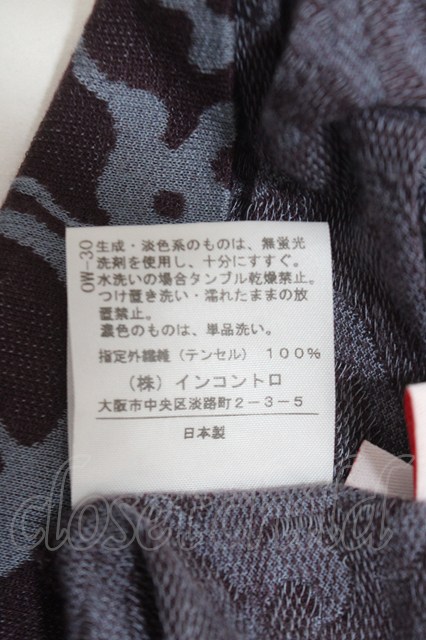 OW-30
生成・淡色系のものは、無蛍光
洗剤を使用し、十分にすすぐ。
水洗いの場合タンブル乾燥禁止。
つけ置き洗い・濡れたままの放
置禁止。
濃色のものは、単品洗い。
指定外繊維（テンセル） 100%
（株）インコントロ
大阪市中央区淡路町2-3-5
日本製